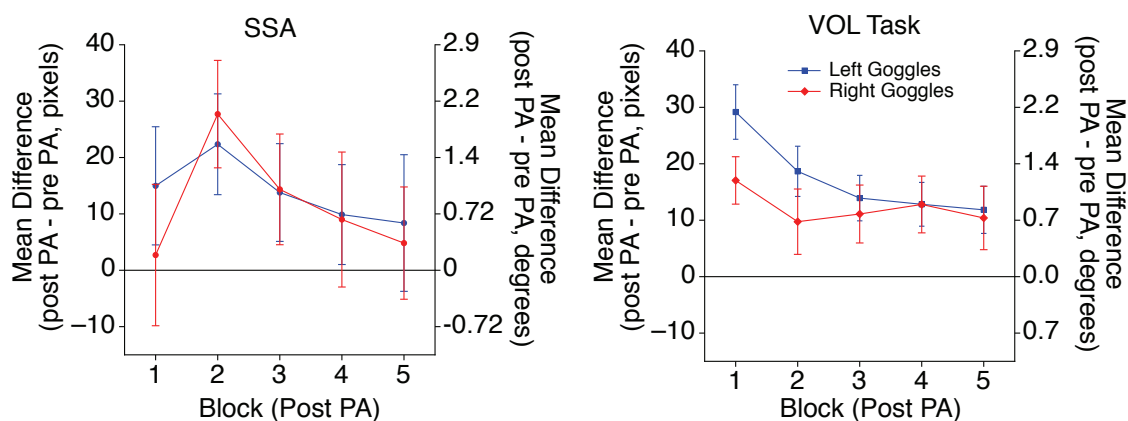 SSA
Mean Difference
(post PA - pre PA, pixels)
40
30
20
10
0
−10
2.9
2.2
1.4
0.72
0
-0.72
Mean Difference
(post PA - pre PA, degrees)
1 2 3 4 5
Block (Post PA)
VOL Task
Mean Difference
(post PA - pre PA, pixels)
40
30
20
10
0
−10
Left Goggles
Right Goggles
2.9
2.2
1.4
0.7
0.0
0.7
Mean Difference
(post PA - pre PA, degrees)
1 2 3 4 5
Block (Post PA)